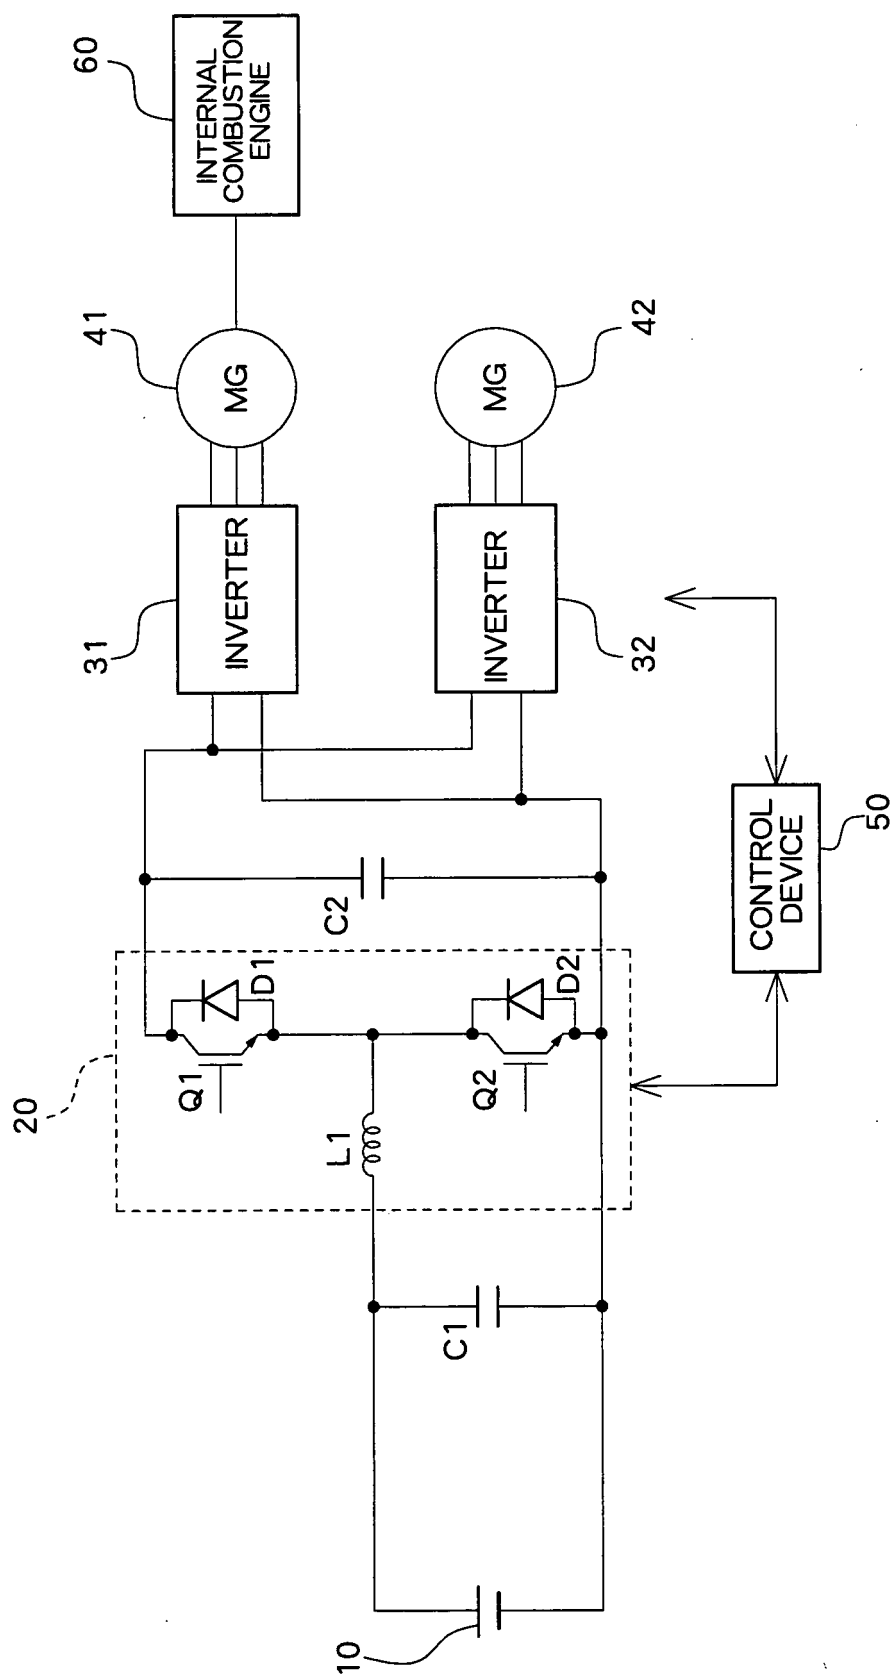 60
INTERNAL
COMBUSTION
ENGINE
41
MG
42
MG
31
INVERTER
32
INVERTER
20
Q1
D1
C2
Q2
D2
L1
C1
10
CONTROL
DEVICE
50